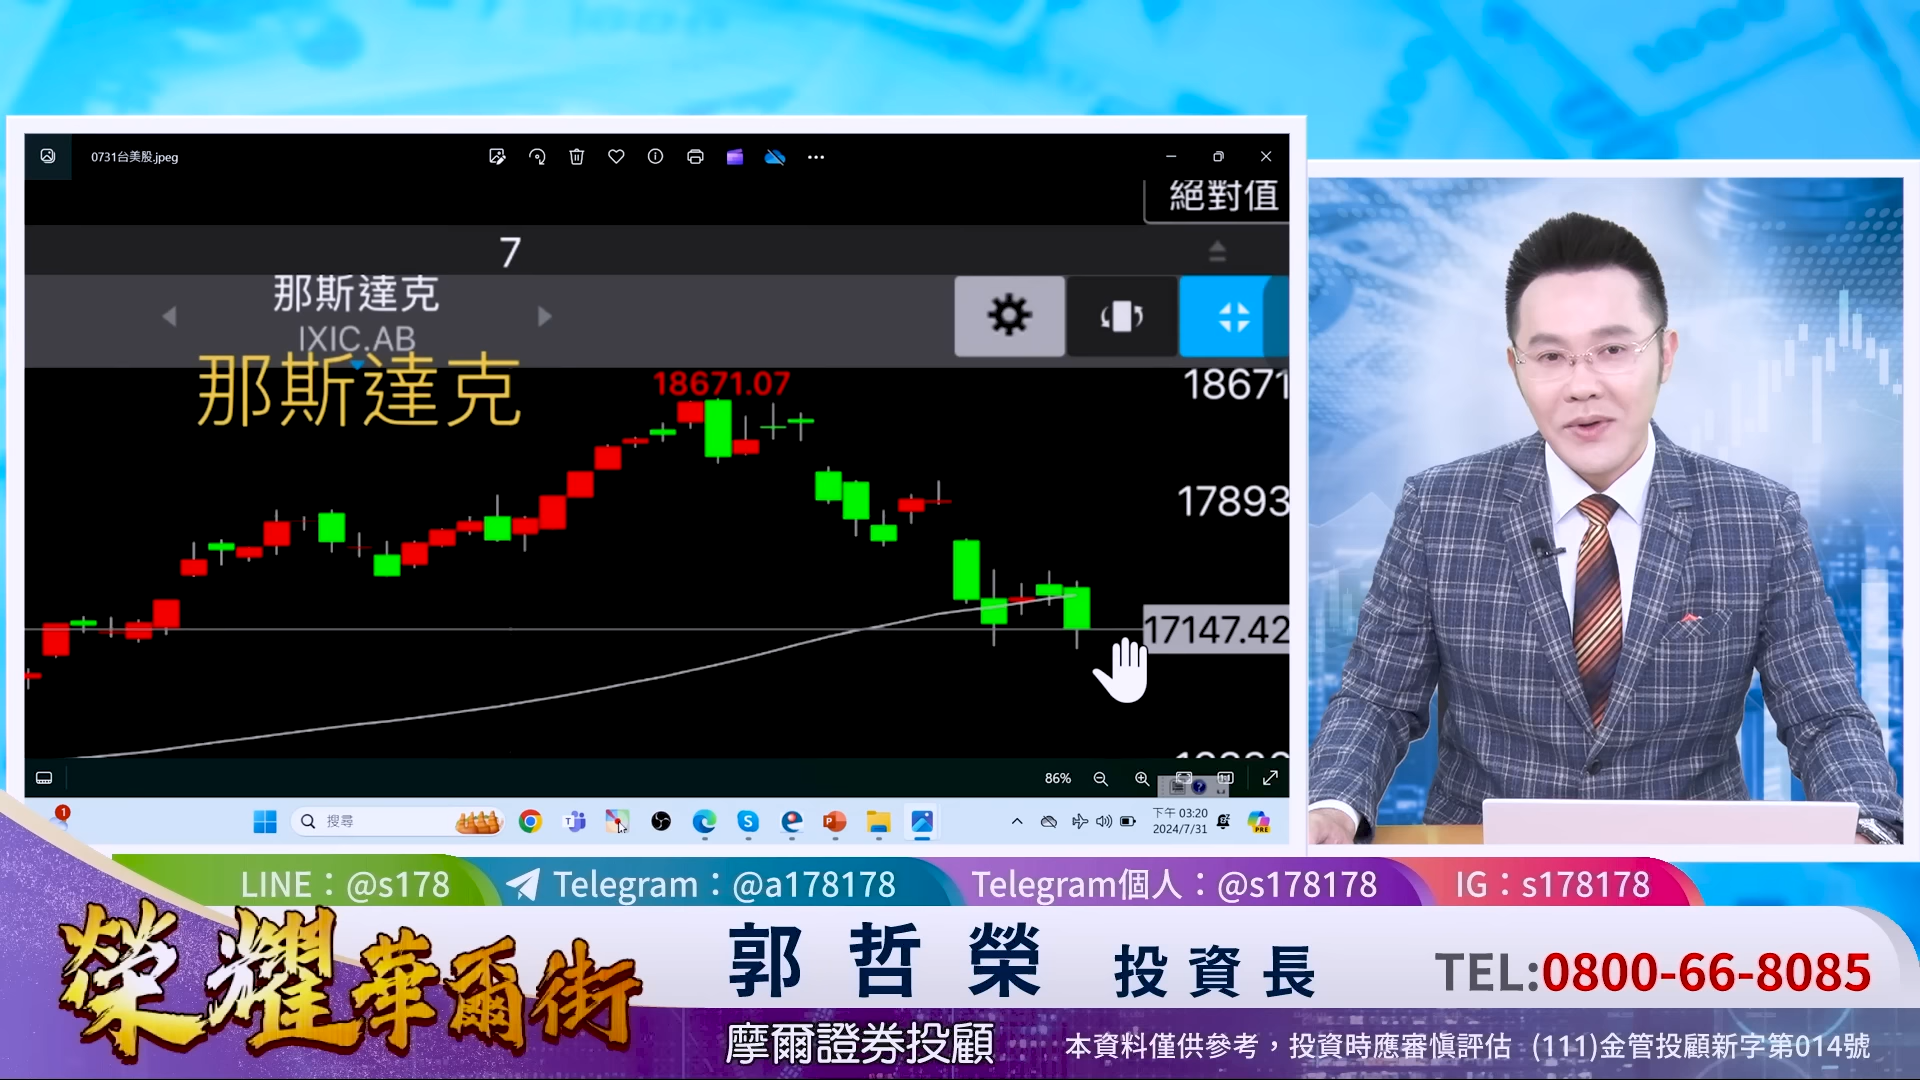 0731台美股.jpeg
絕對值
7
那斯達克
IXIC.AB
那斯達克
18671.07
18671
17893
17147.42
86%
1
搜尋
下午 03:20
2024/7/31
LINE：@s178
Telegram：@a178178
Telegram個人：@s178178
IG：s178178
榮耀華爾街
郭哲榮 投資長
TEL:0800-66-8085
摩爾證券投顧
本資料僅供參考，投資時應審慎評估 (111)金管投顧新字第014號